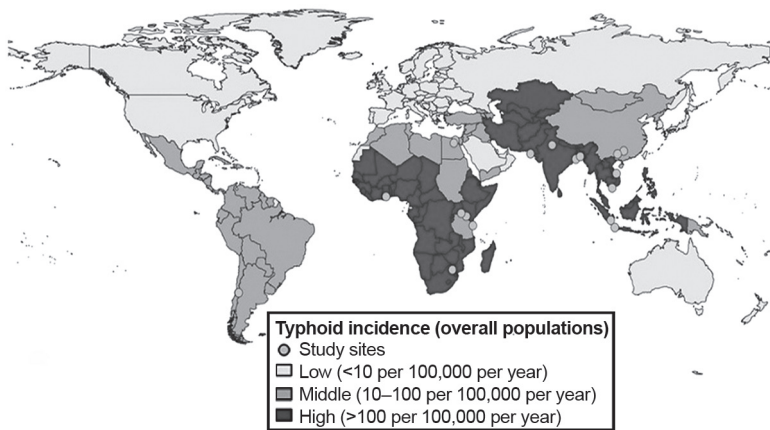 Typhoid incidence (overall populations)
Study sites
Low (<10 per 100,000 per year)
Middle (10–100 per 100,000 per year)
High (>100 per 100,000 per year)